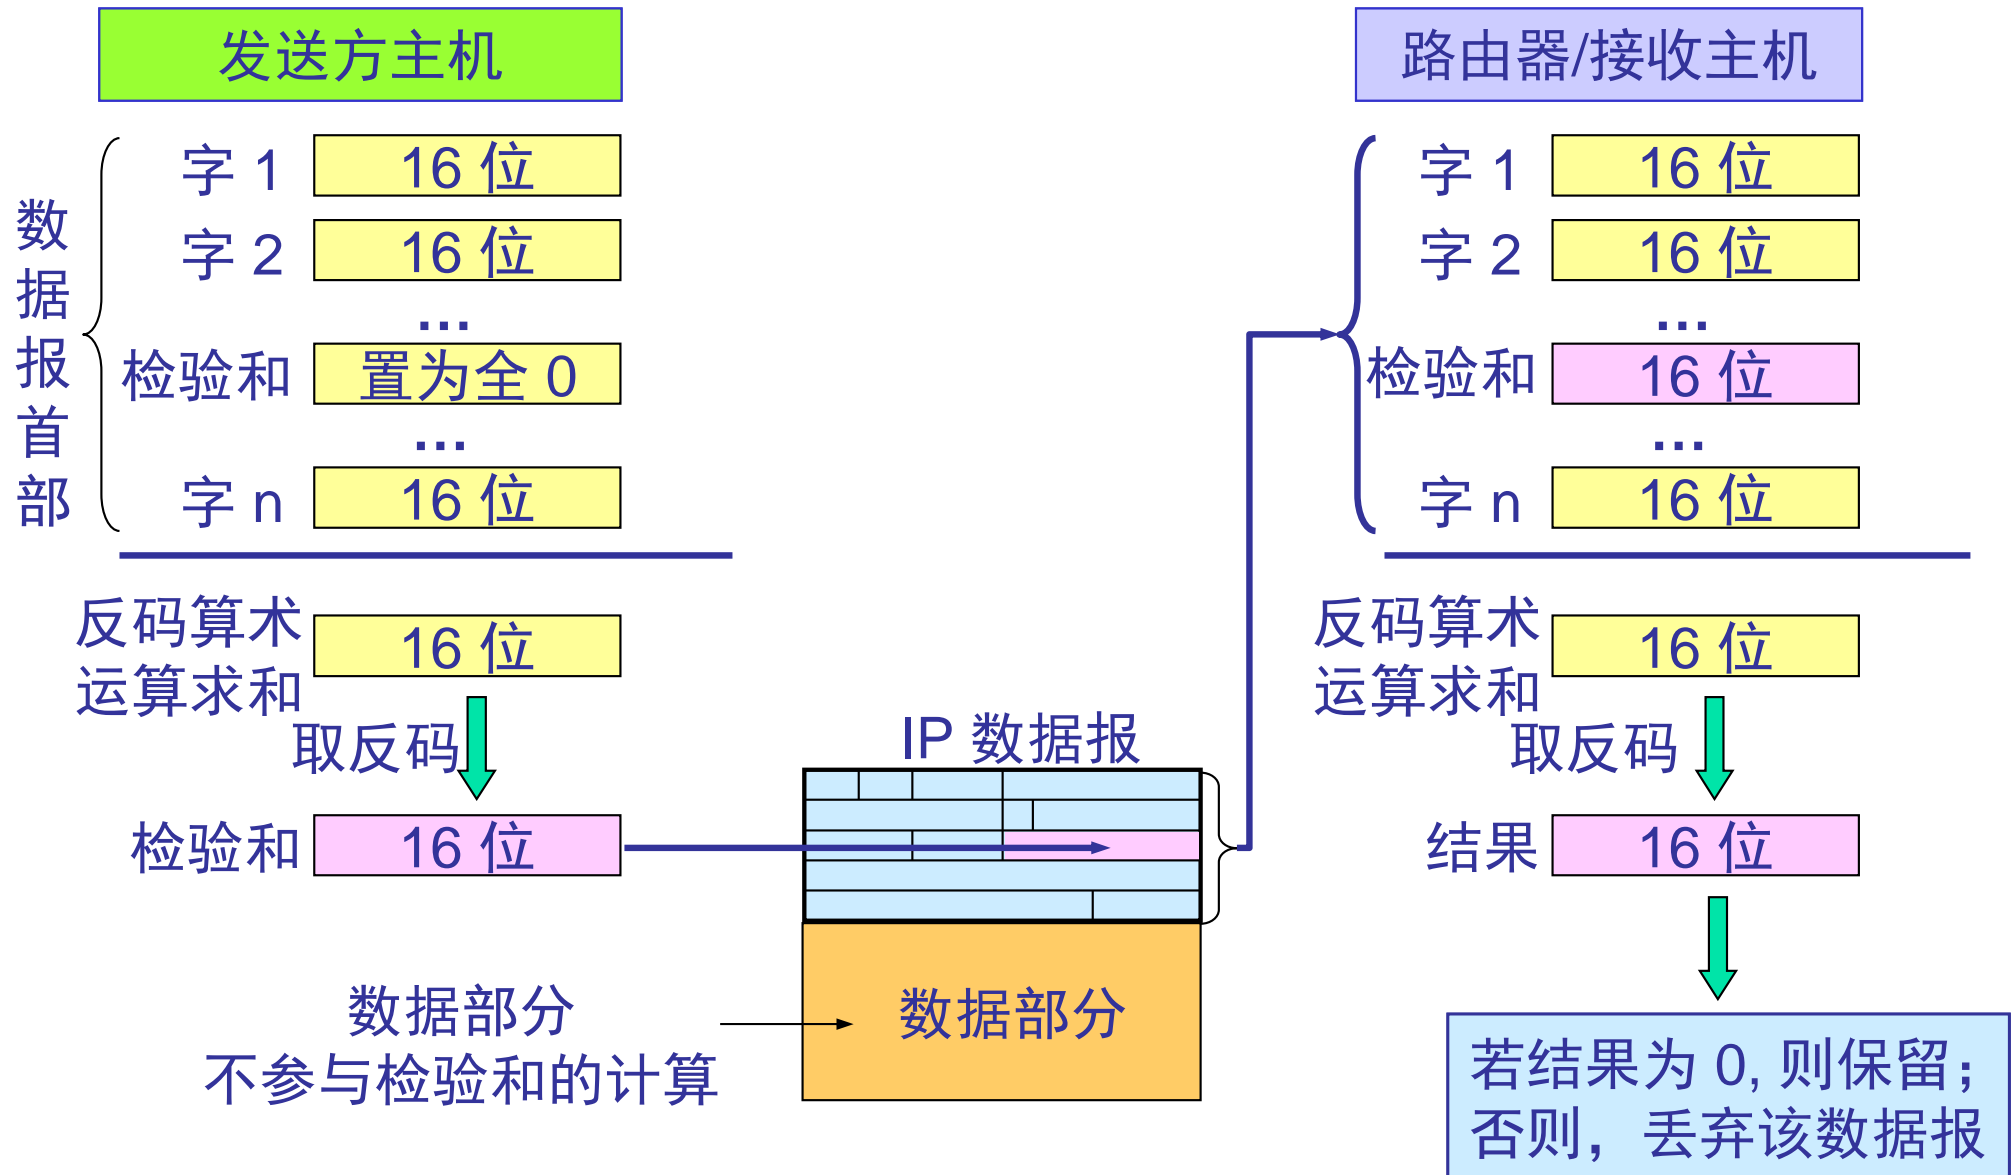 发送方主机
数据报首部
字 1
16 位
字 2
16 位
...
检验和
置为全 0
...
字 n
16 位
反码算术
运算求和
16 位
取反码
检验和
16 位
数据部分
不参与检验和的计算
IP 数据报
数据部分
路由器/接收主机
字 1
16 位
字 2
16 位
...
检验和
16 位
...
字 n
16 位
反码算术
运算求和
16 位
取反码
结果
16 位
若结果为 0, 则保留；
否则，丢弃该数据报